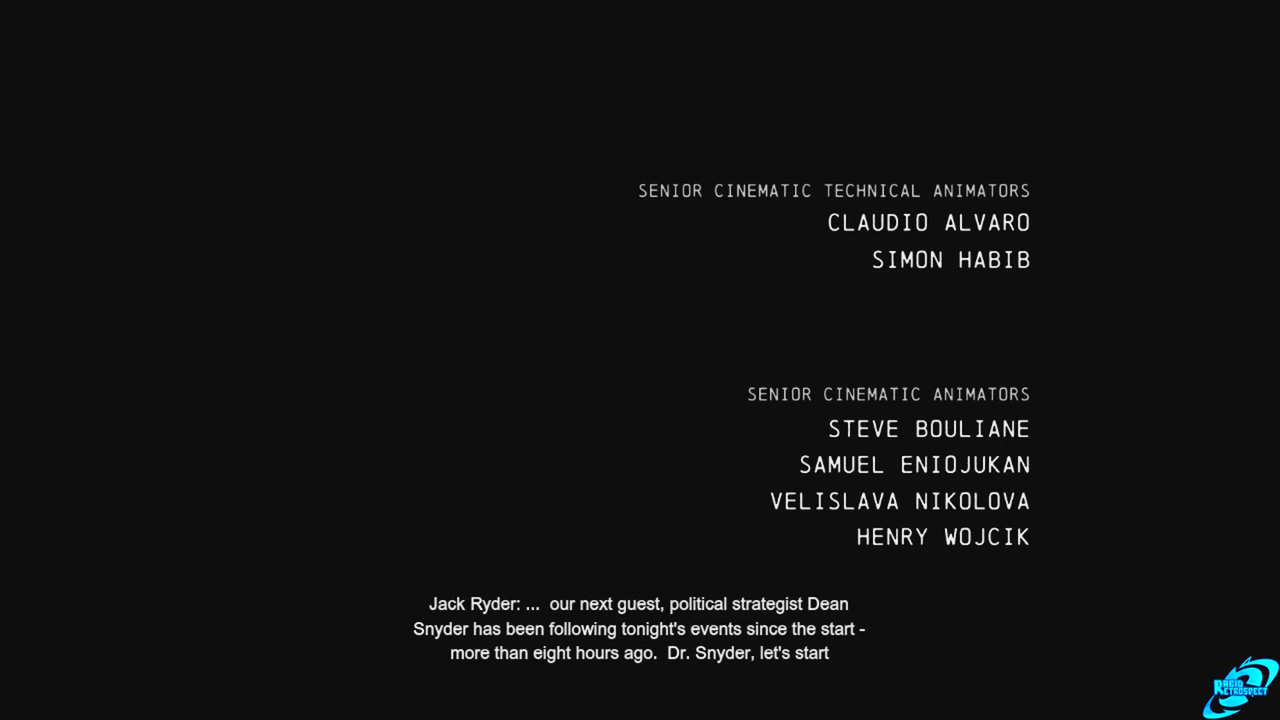 SENIOR CINEMATIC TECHNICAL ANIMATORS
CLAUDIO ALVARO
SIMON HABIB
SENIOR CINEMATIC ANIMATORS
STEVE BOULIANE
SAMUEL ENIOJUKAN
VELISLAVA NIKOLOVA
HENRY WOJCIK
Jack Ryder: ...  our next guest, political strategist Dean
Snyder has been following tonight's events since the start -
more than eight hours ago.  Dr. Snyder, let's start
RETROSPECT